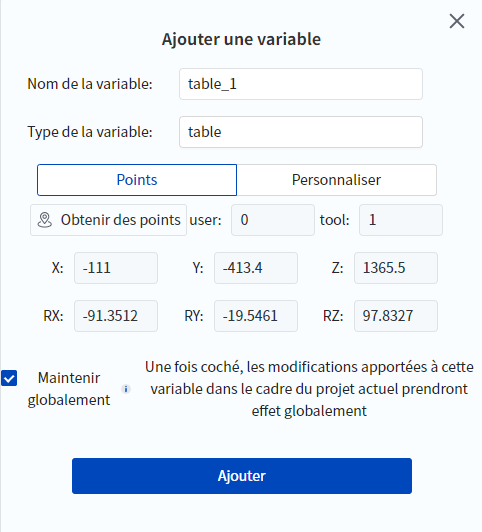 Ajouter une variable
Nom de la variable: table_1
Type de la variable: table
Points Personnaliser
Obtenir des points user: 0 tool: 1
X: -111 Y: -413.4 Z: 1365.5
RX: -91.3512 RY: -19.5461 RZ: 97.8327
Maintenir globalement
Une fois coché, les modifications apportées à cette
variable dans le cadre du projet actuel prendront
effet globalement
Ajouter